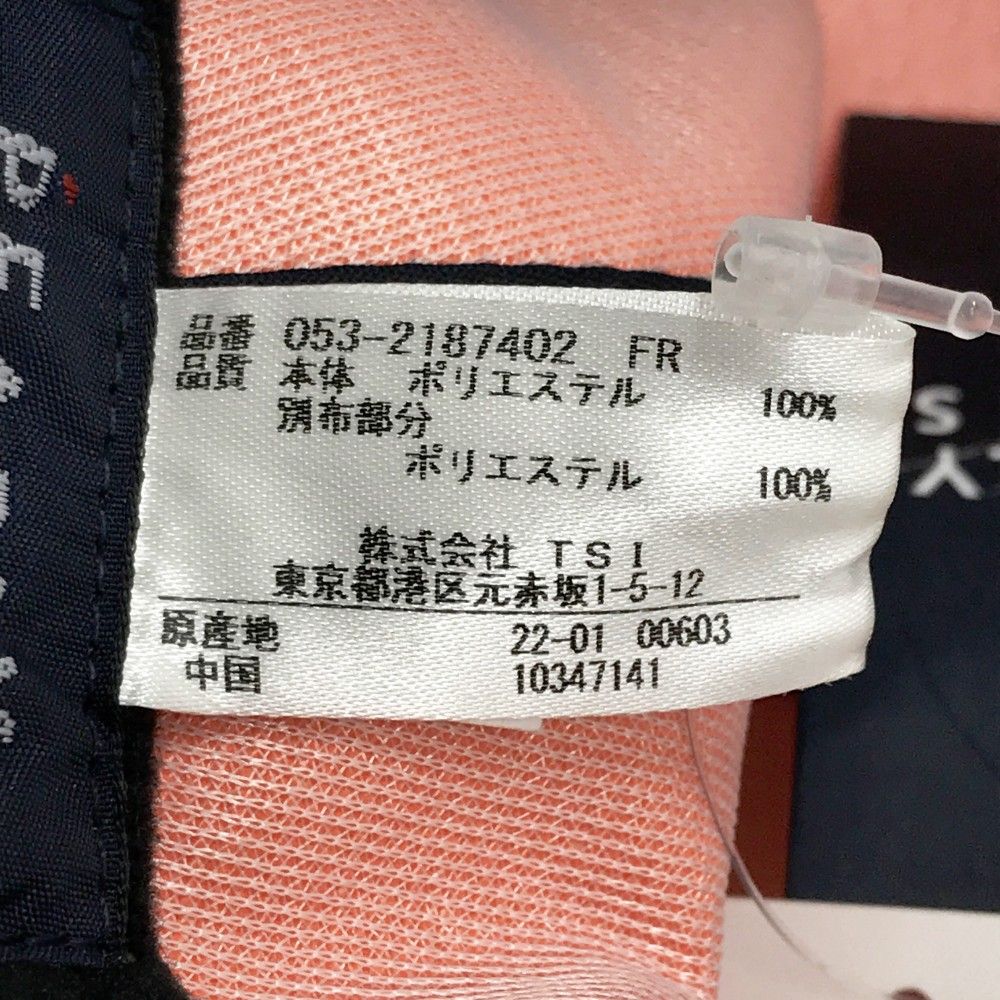 品番 053-2187402 FR
品質 本体 ポリエステル 100%
別布部分
ポリエステル 100%
株式会社 TSI
東京都港区元赤坂1-5-12
原産地 22-01 00603
中国 10347141
S